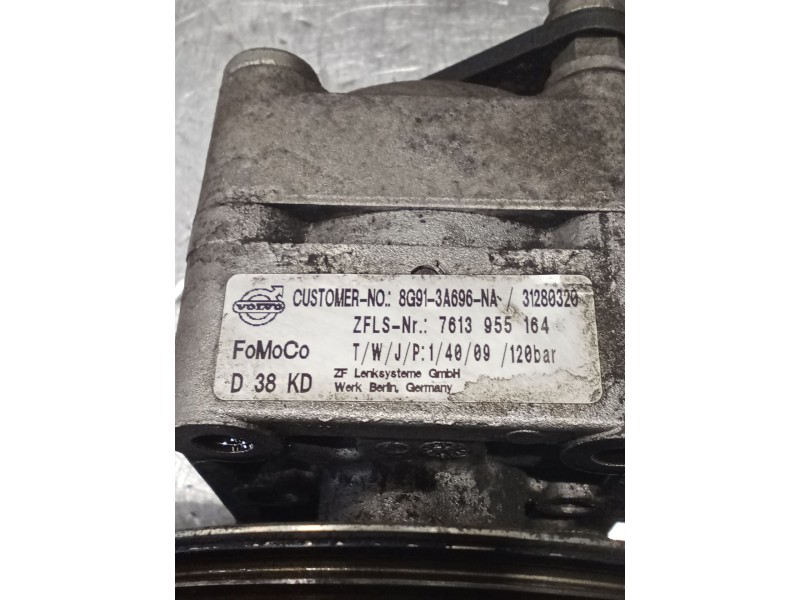 VOLVO CUSTOMER-NO.: 8G91-3A696-NA / 31280320
ZFLS-Nr.: 7613 955 164
FoMoCo T/W/J/P:1/40/09 /120bar
ZF Lenksysteme GmbH
D 38 KD Werk Berlin, Germany